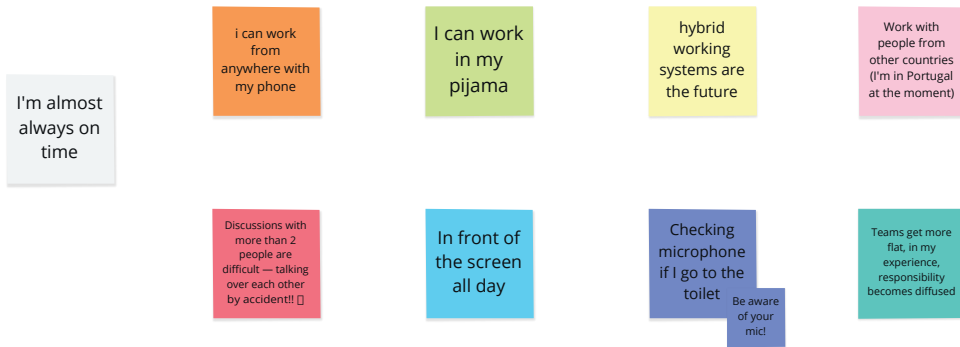 I'm almost
always on
time
i can work
from
anywhere with
my phone
I can work
in my
pijama
hybrid
working
systems are
the future
Work with
people from
other countries
(I'm in Portugal
at the moment)
Discussions with
more than 2
people are
difficult — talking
over each other
by accident!! 
In front of
the screen
all day
Checking
microphone
if I go to the
toilet
Be aware
of your
mic!
Teams get more
flat, in my
experience,
responsibility
becomes diffused